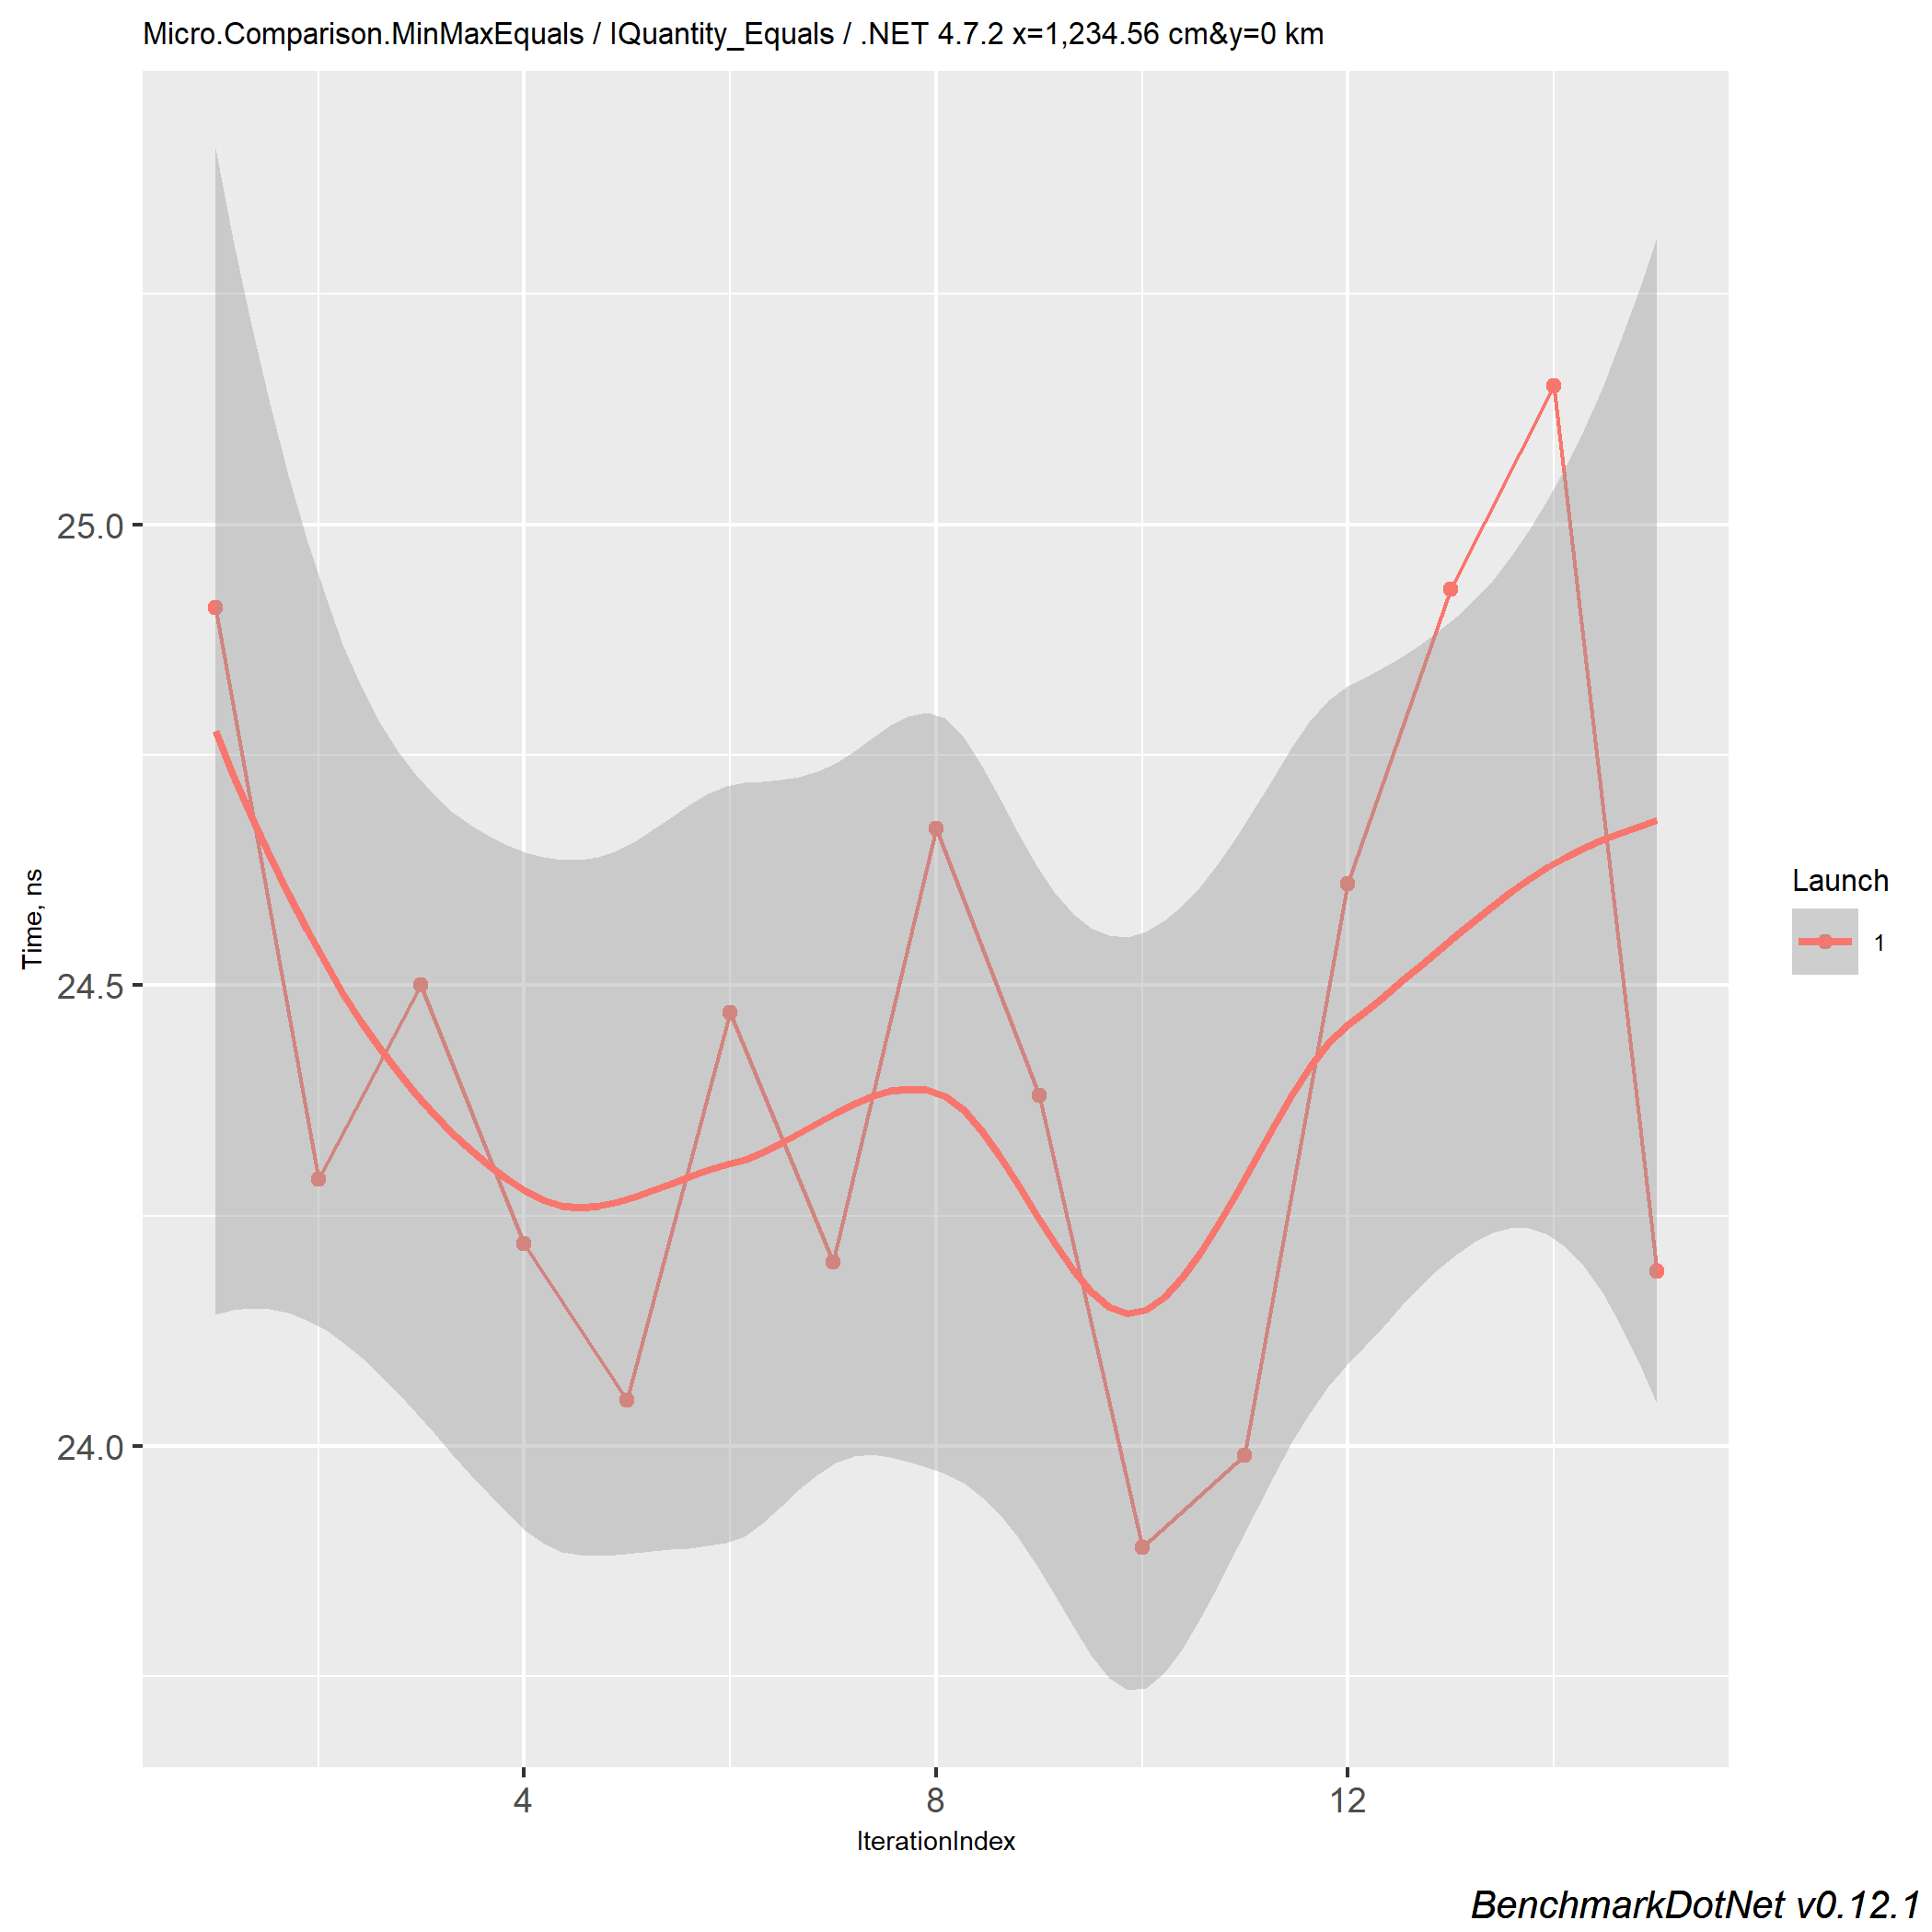 Micro.Comparison.MinMaxEquals / IQuantity_Equals / .NET 4.7.2 x=1,234.56 cm&y=0 km
Time, ns
25.0
24.5
24.0
4
8
12
IterationIndex
Launch
1
BenchmarkDotNet v0.12.1